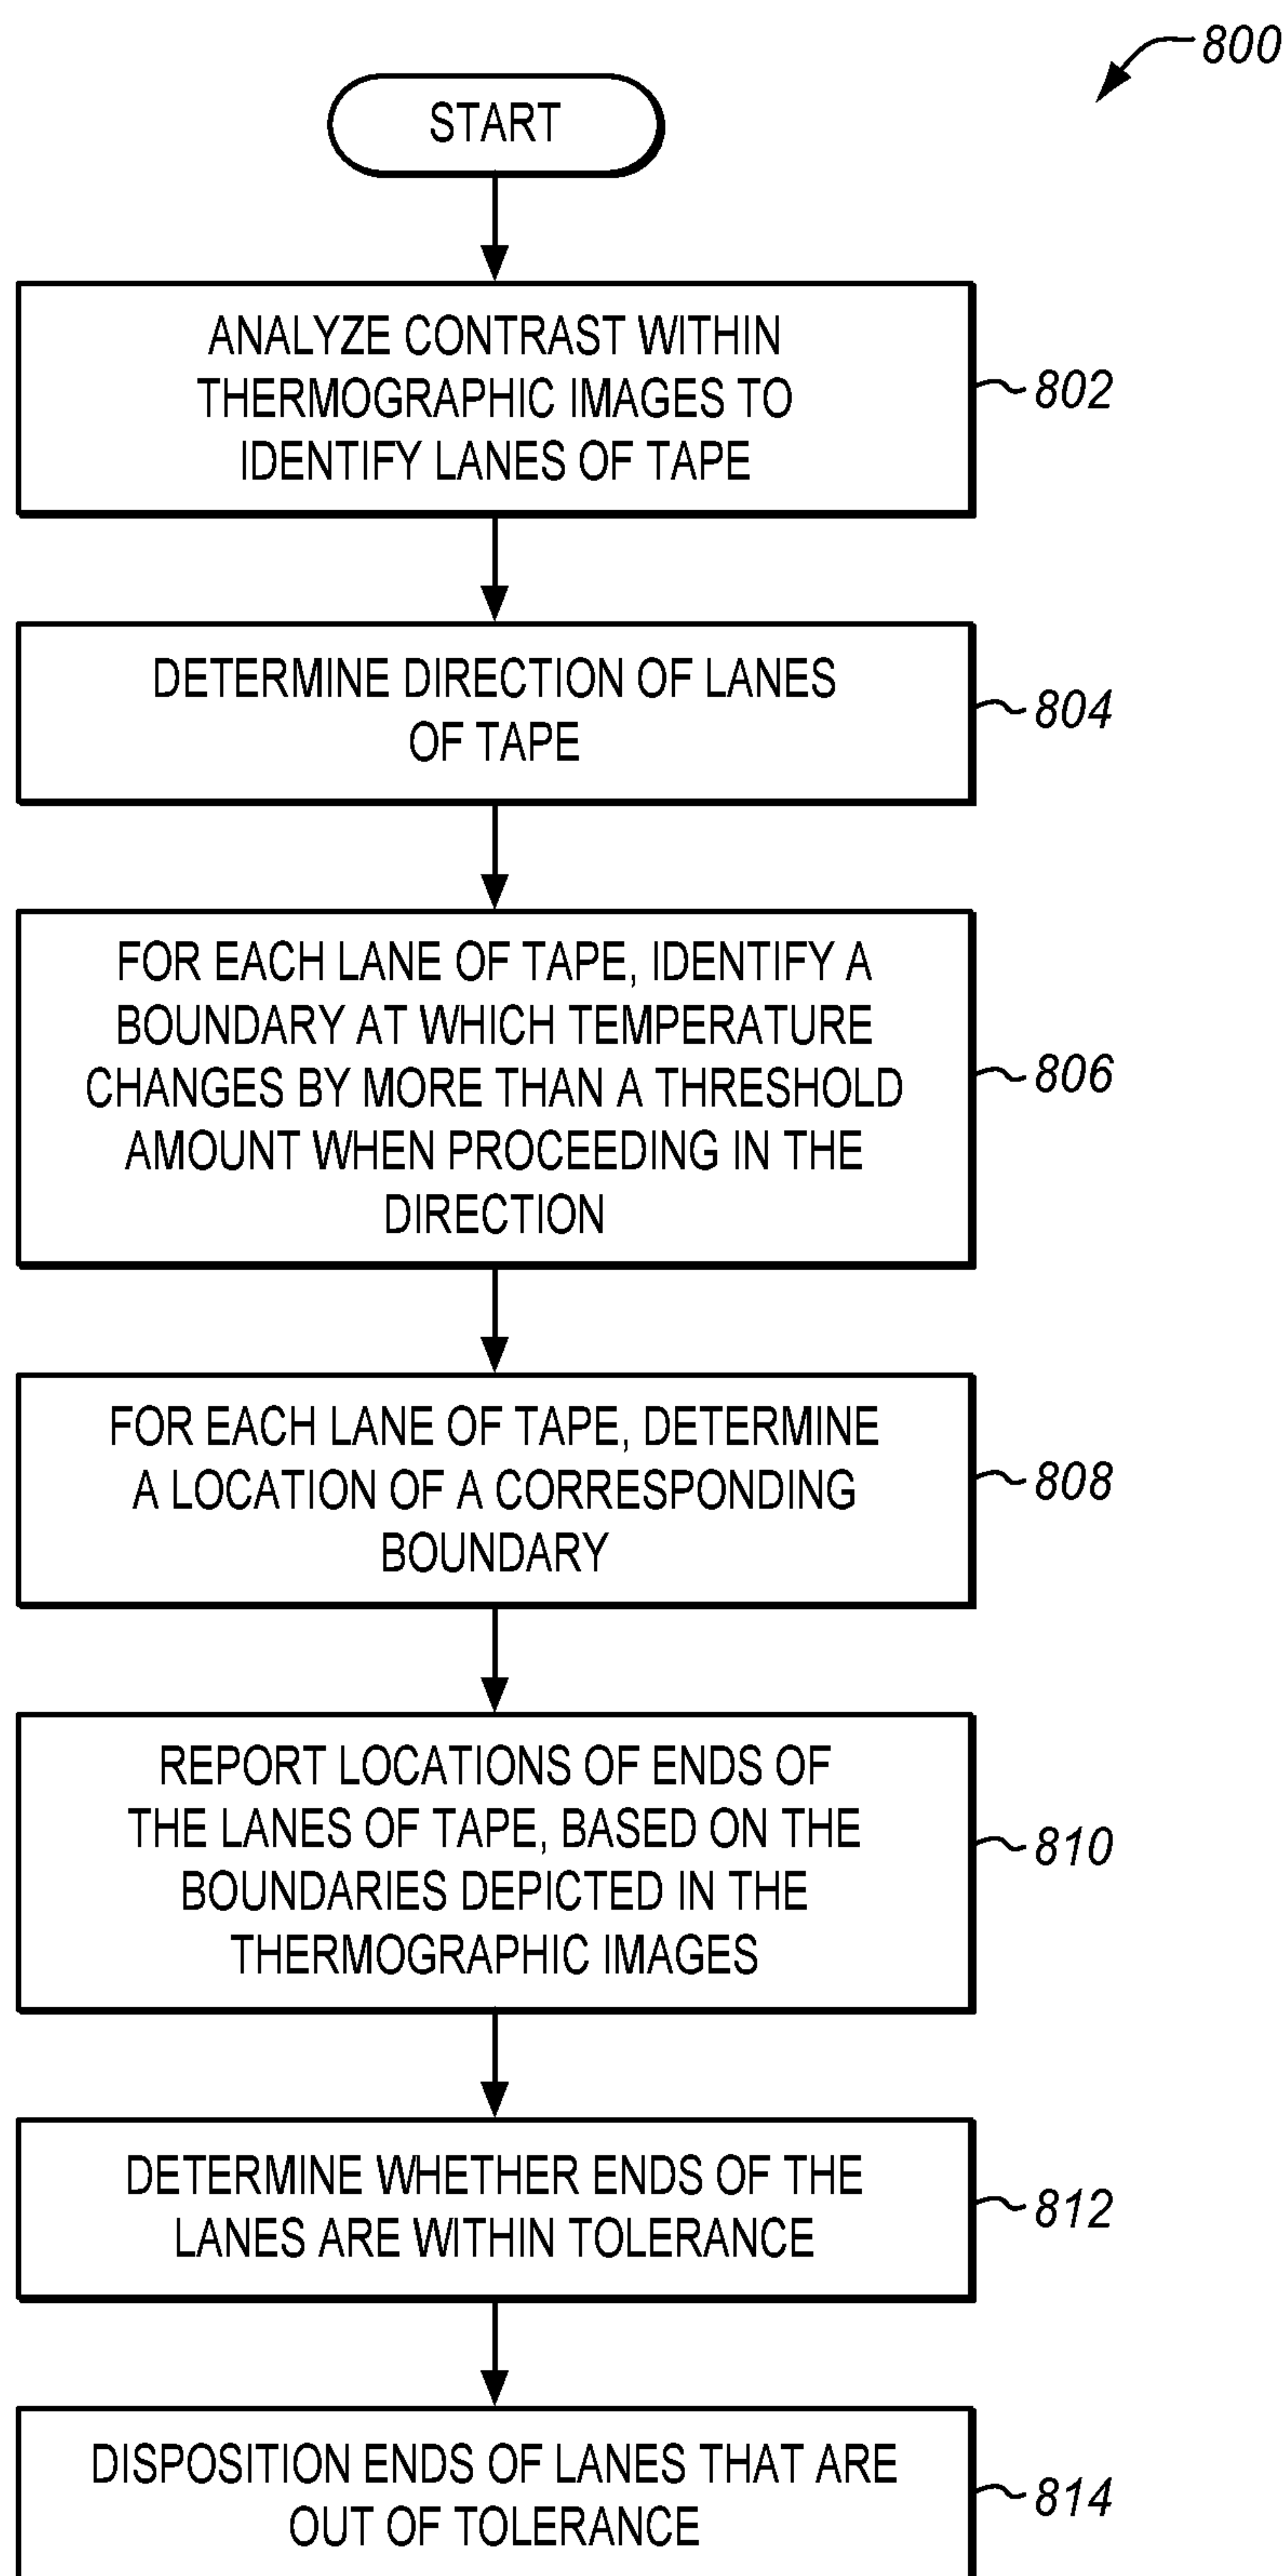 800
START
ANALYZE CONTRAST WITHIN
THERMOGRAPHIC IMAGES TO
IDENTIFY LANES OF TAPE
802
DETERMINE DIRECTION OF LANES
OF TAPE
804
FOR EACH LANE OF TAPE, IDENTIFY A
BOUNDARY AT WHICH TEMPERATURE
CHANGES BY MORE THAN A THRESHOLD
AMOUNT WHEN PROCEEDING IN THE
DIRECTION
806
FOR EACH LANE OF TAPE, DETERMINE
A LOCATION OF A CORRESPONDING
BOUNDARY
808
REPORT LOCATIONS OF ENDS OF
THE LANES OF TAPE, BASED ON THE
BOUNDARIES DEPICTED IN THE
THERMOGRAPHIC IMAGES
810
DETERMINE WHETHER ENDS OF THE
LANES ARE WITHIN TOLERANCE
812
DISPOSITION ENDS OF LANES THAT ARE
OUT OF TOLERANCE
814